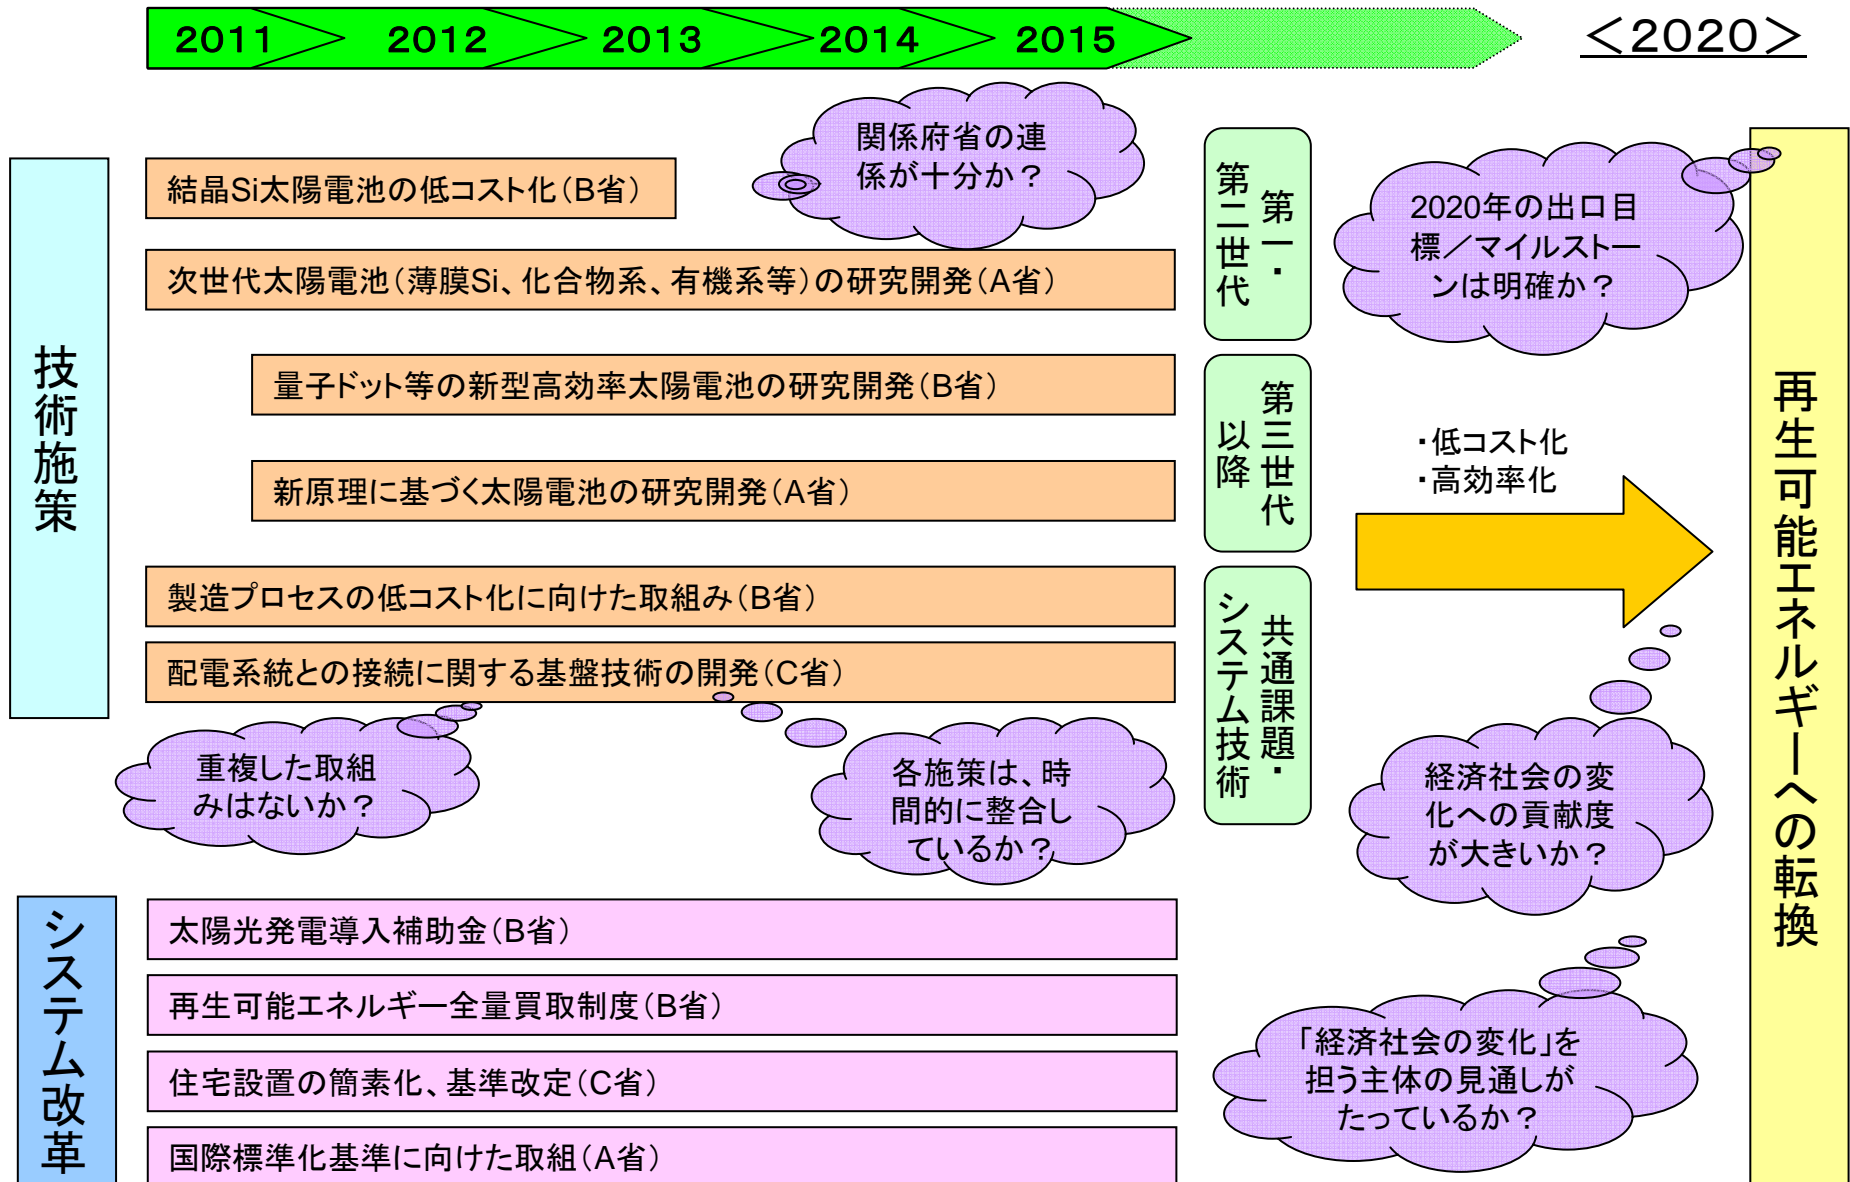 2011
2012
2013
2014
2015
<2020>
関係府省の連
係が十分か？
技術施策
結晶Si太陽電池の低コスト化（B省）
次世代太陽電池（薄膜Si、化合物系、有機系等）の研究開発（A省）
量子ドット等の新型高効率太陽電池の研究開発（B省）
新原理に基づく太陽電池の研究開発（A省）
製造プロセスの低コスト化に向けた取組み（B省）
配電系統との接続に関する基盤技術の開発（C省）
第一・
第二世代
第三世代
以降
共通課題・
システム技術
2020年の出口目
標／マイルストー
ンは明確か？
・低コスト化
・高効率化
再生可能エネルギーへの転換
重複した取組
みはないか？
各施策は、時
間的に整合し
ているか？
経済社会の変
化への貢献度
が大きいか？
システム改革
太陽光発電導入補助金（B省）
再生可能エネルギー全量買取制度（B省）
住宅設置の簡素化、基準改定（C省）
国際標準化基準に向けた取組（A省）
「経済社会の変化」を
担う主体の見通しが
たっているか？